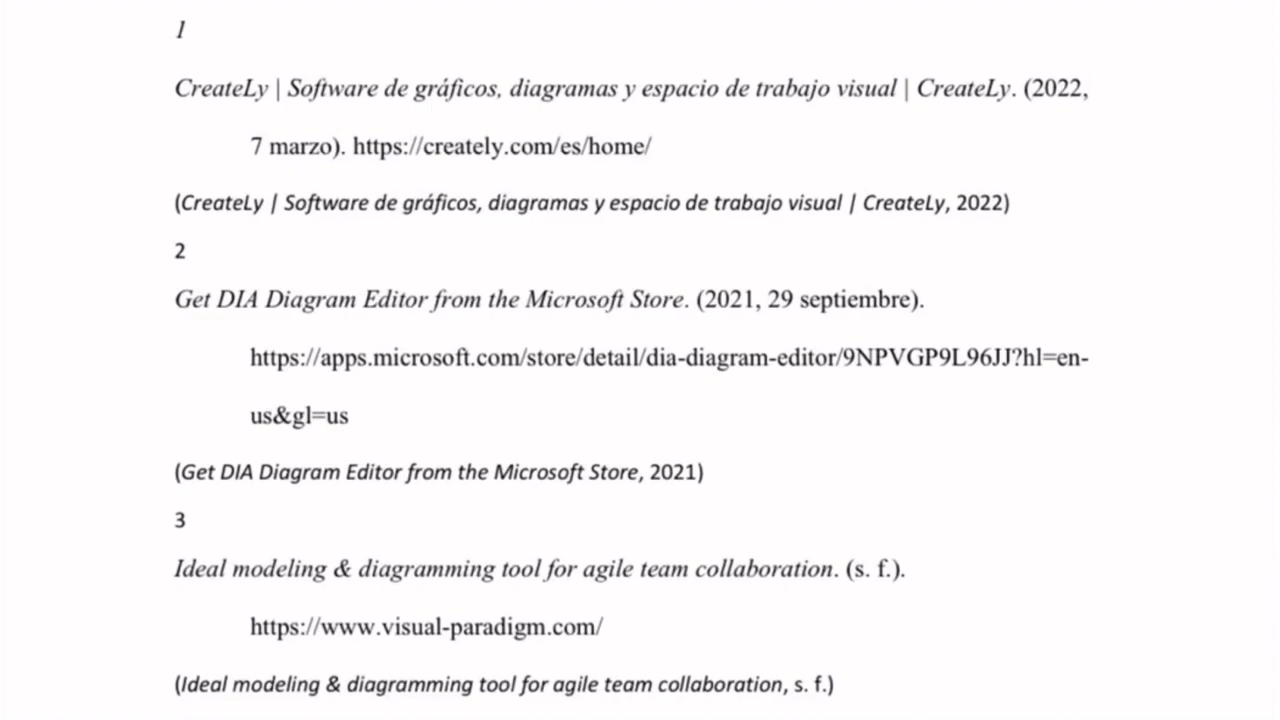 1
CreateLy | Software de gráficos, diagramas y espacio de trabajo visual | CreateLy. (2022,
7 marzo). https://creately.com/es/home/
(CreateLy | Software de gráficos, diagramas y espacio de trabajo visual | CreateLy, 2022)
2
Get DIA Diagram Editor from the Microsoft Store. (2021, 29 septiembre).
https://apps.microsoft.com/store/detail/dia-diagram-editor/9NPVGP9L96JJ?hl=en-
us&gl=us
(Get DIA Diagram Editor from the Microsoft Store, 2021)
3
Ideal modeling & diagramming tool for agile team collaboration. (s. f.).
https://www.visual-paradigm.com/
(Ideal modeling & diagramming tool for agile team collaboration, s. f.)